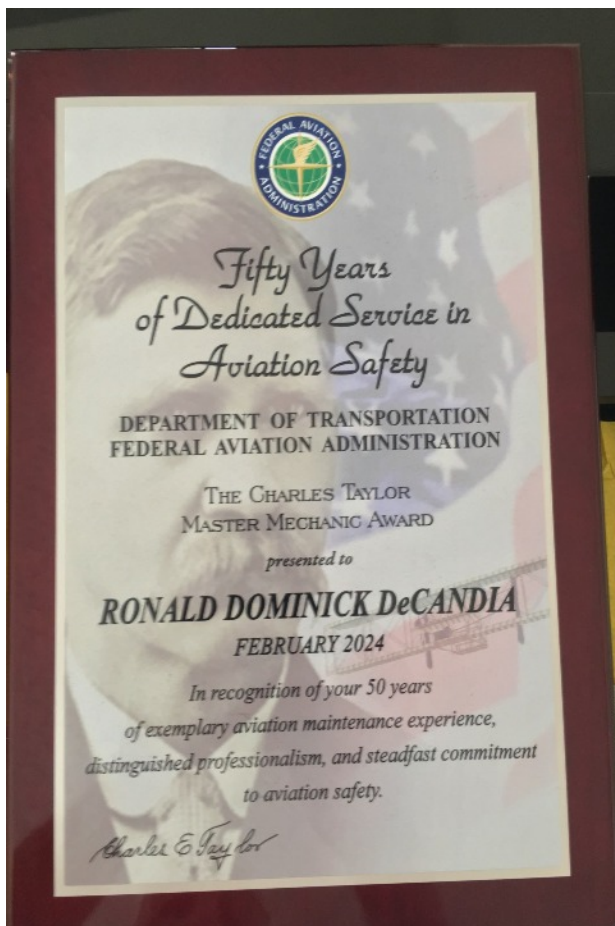 FEDERAL AVIATION
ADMINISTRATION
Fifty Years
of Dedicated Service in
Aviation Safety
DEPARTMENT OF TRANSPORTATION
FEDERAL AVIATION ADMINISTRATION
THE CHARLES TAYLOR
MASTER MECHANIC AWARD
presented to
RONALD DOMINICK DeCANDIA
FEBRUARY 2024
In recognition of your 50 years
of exemplary aviation maintenance experience,
distinguished professionalism, and steadfast commitment
to aviation safety.
Charles E Taylor